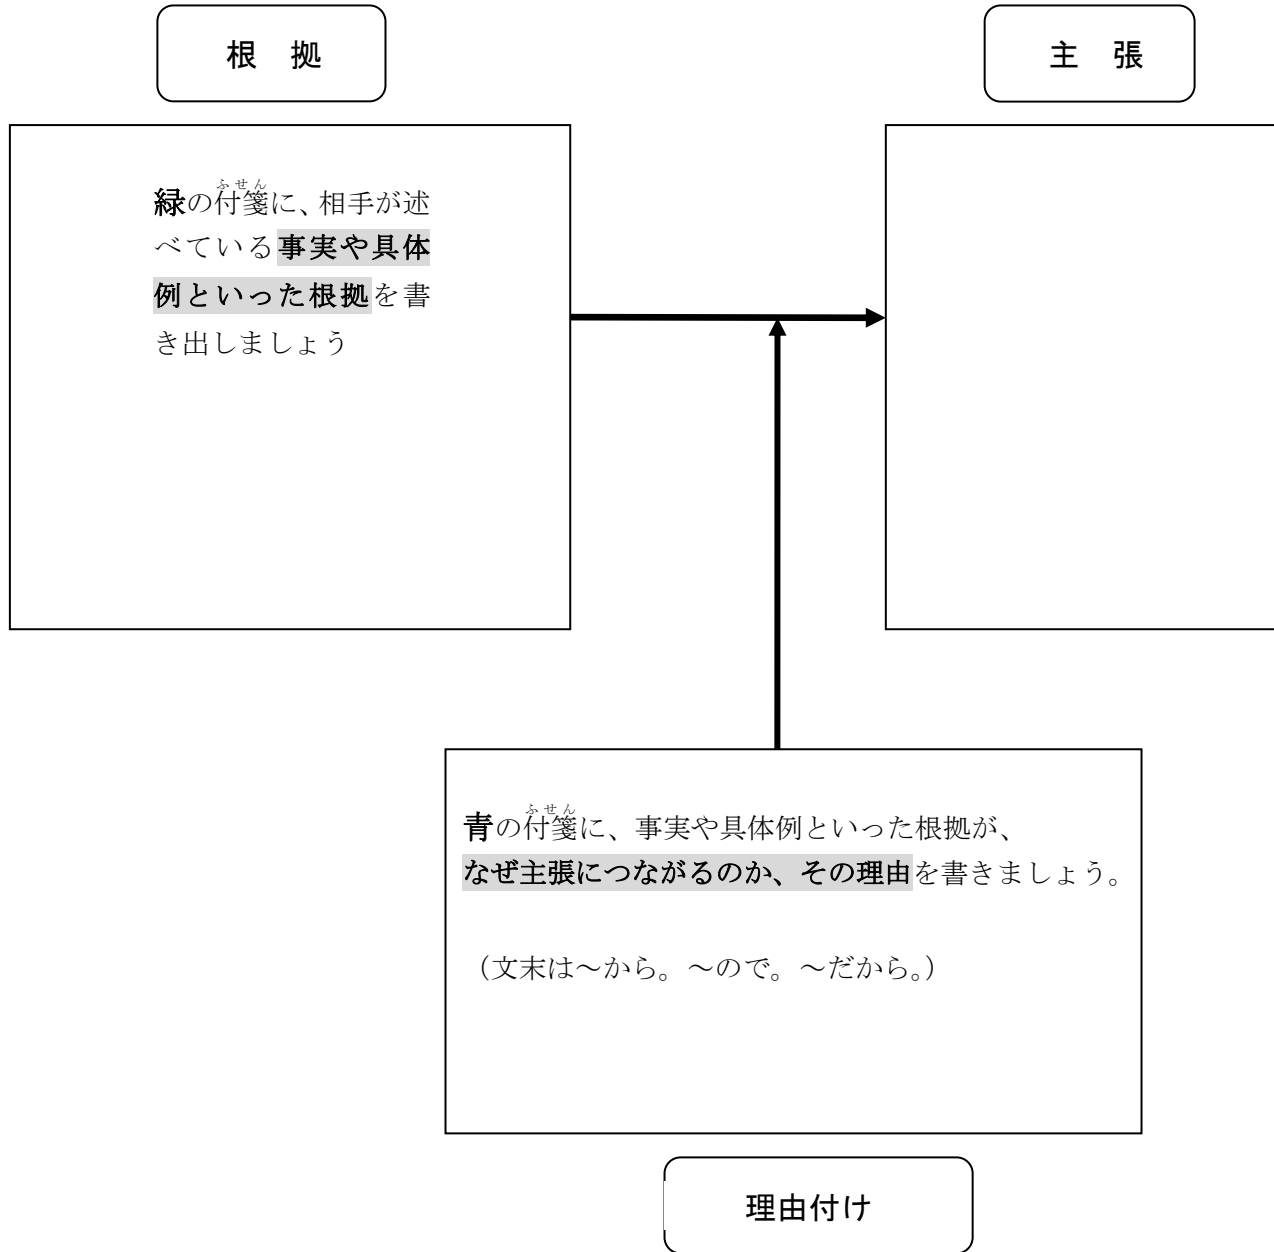 根　拠
主　張
ふせん
緑の付箋に、相手が述
べている事実や具体
例といった根拠を書
き出しましょう
ふせん
青の付箋に、事実や具体例といった根拠が、
なぜ主張につながるのか、その理由を書きましょう。
（文末は～から。～ので。～だから。）
理由付け